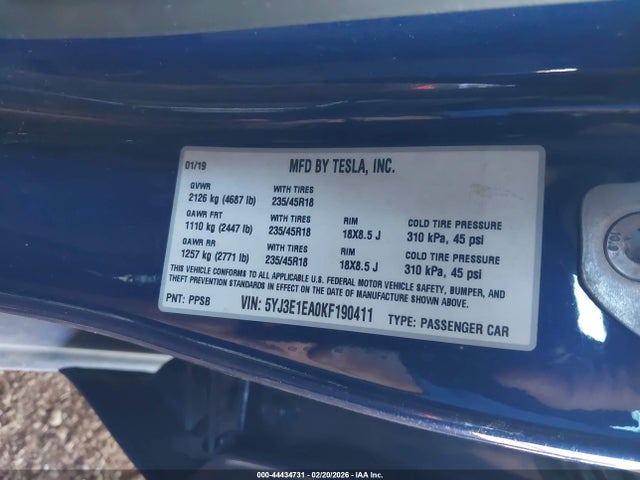 01/19 MFD BY TESLA, INC.
GVWR WITH TIRES
2126 kg (4687 lb) 235/45R18
GAWR FRT WITH TIRES RIM COLD TIRE PRESSURE
1110 kg (2447 lb) 235/45R18 18X8.5 J 310 kPa, 45 psi
GAWR RR WITH TIRES RIM COLD TIRE PRESSURE
1257 kg (2771 lb) 235/45R18 18X8.5 J 310 kPa, 45 psi
THIS VEHICLE CONFORMS TO ALL APPLICABLE U.S. FEDERAL MOTOR VEHICLE SAFETY, BUMPER, AND
THEFT PREVENTION STANDARDS IN EFFECT ON THE DATE OF MANUFACTURE SHOWN ABOVE.
PNT: PPSB VIN: 5YJ3E1EA0KF190411 TYPE: PASSENGER CAR
000-44434731 - 02/20/2026 - IAA Inc.